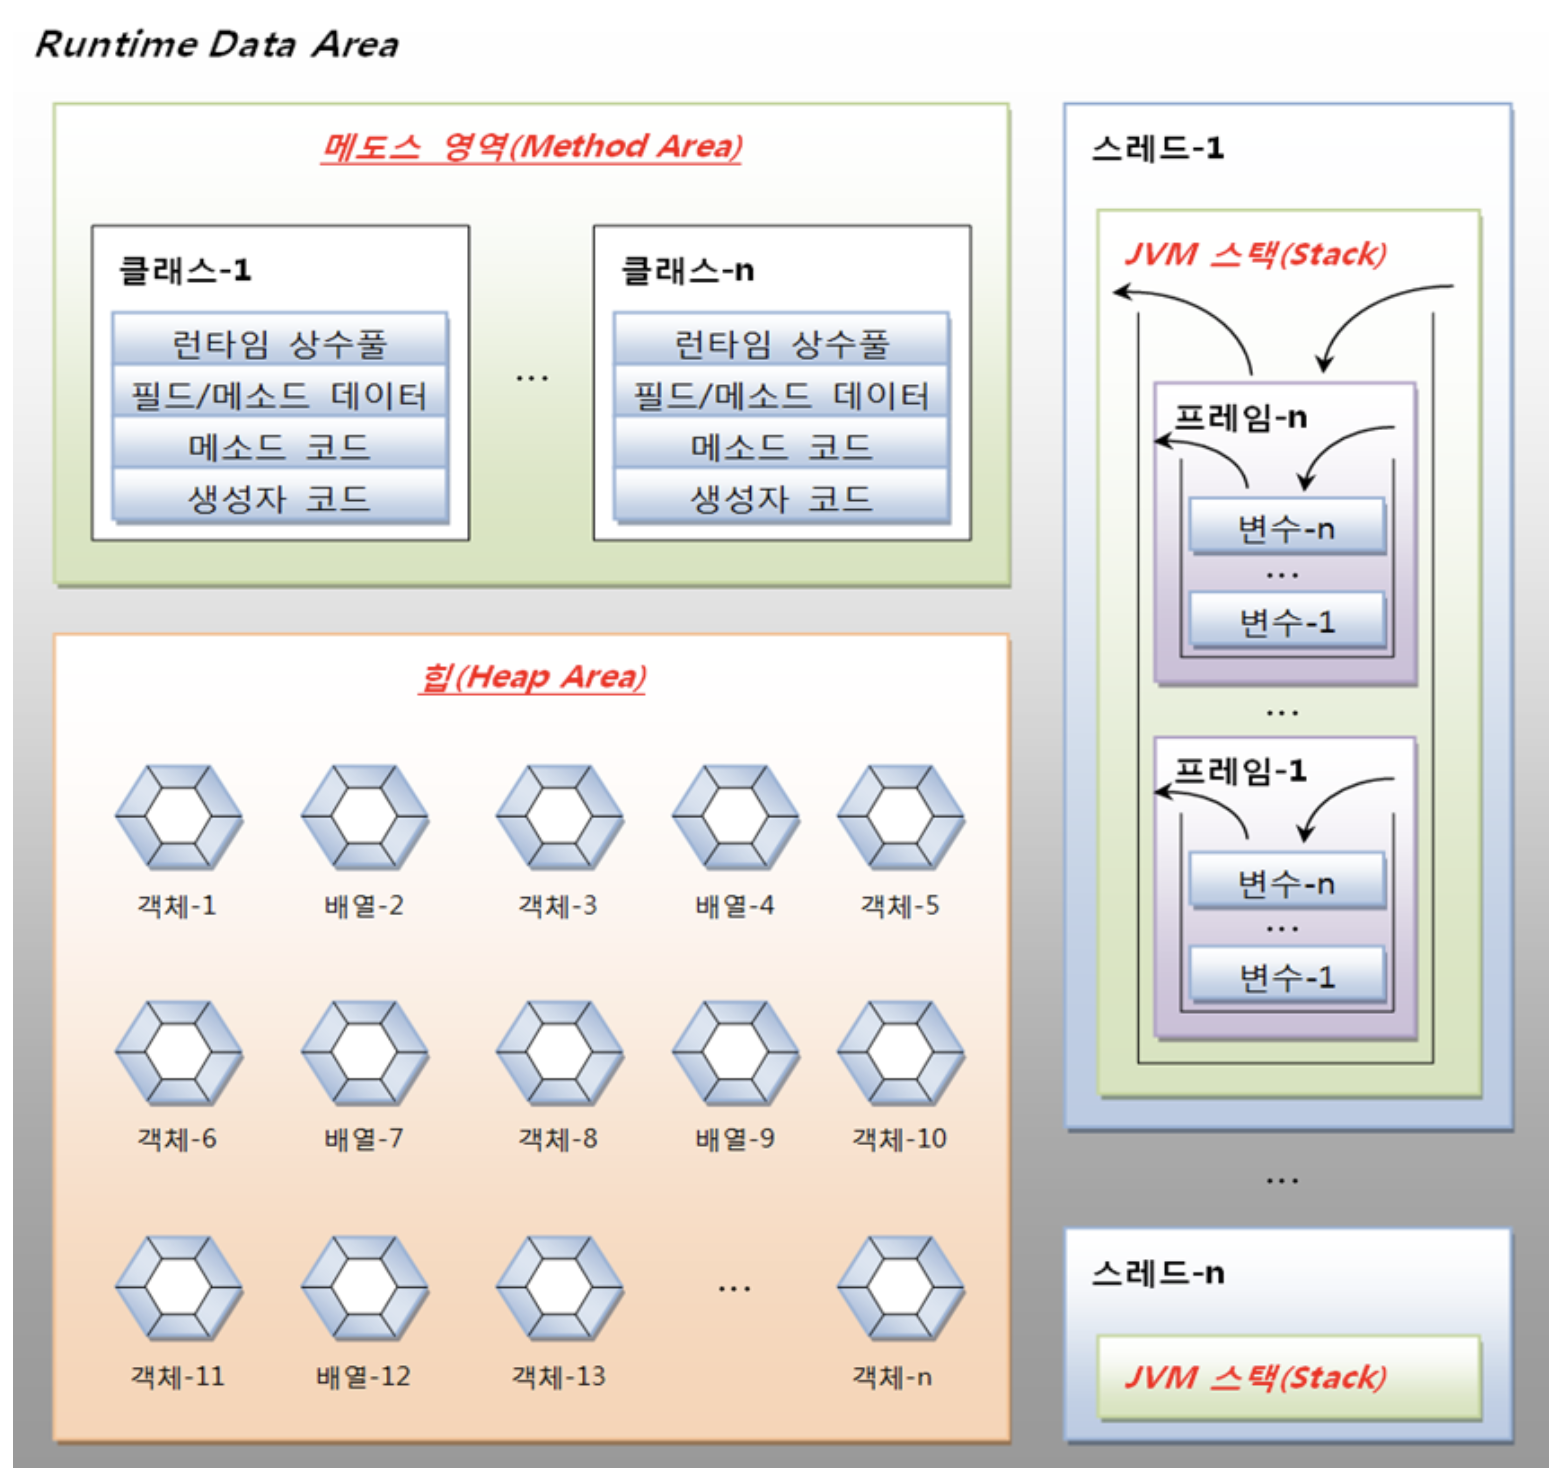 Runtime Data Area
메도스 영역(Method Area)
클래스-1
런타임 상수풀
필드/메소드 데이터
메소드 코드
생성자 코드
...
클래스-n
런타임 상수풀
필드/메소드 데이터
메소드 코드
생성자 코드
힙(Heap Area)
객체-1
배열-2
객체-3
배열-4
객체-5
객체-6
배열-7
객체-8
배열-9
객체-10
객체-11
배열-12
객체-13
...
객체-n
스레드-1
JVM 스택(Stack)
프레임-n
변수-n
...
변수-1
...
프레임-1
변수-n
...
변수-1
...
스레드-n
JVM 스택(Stack)